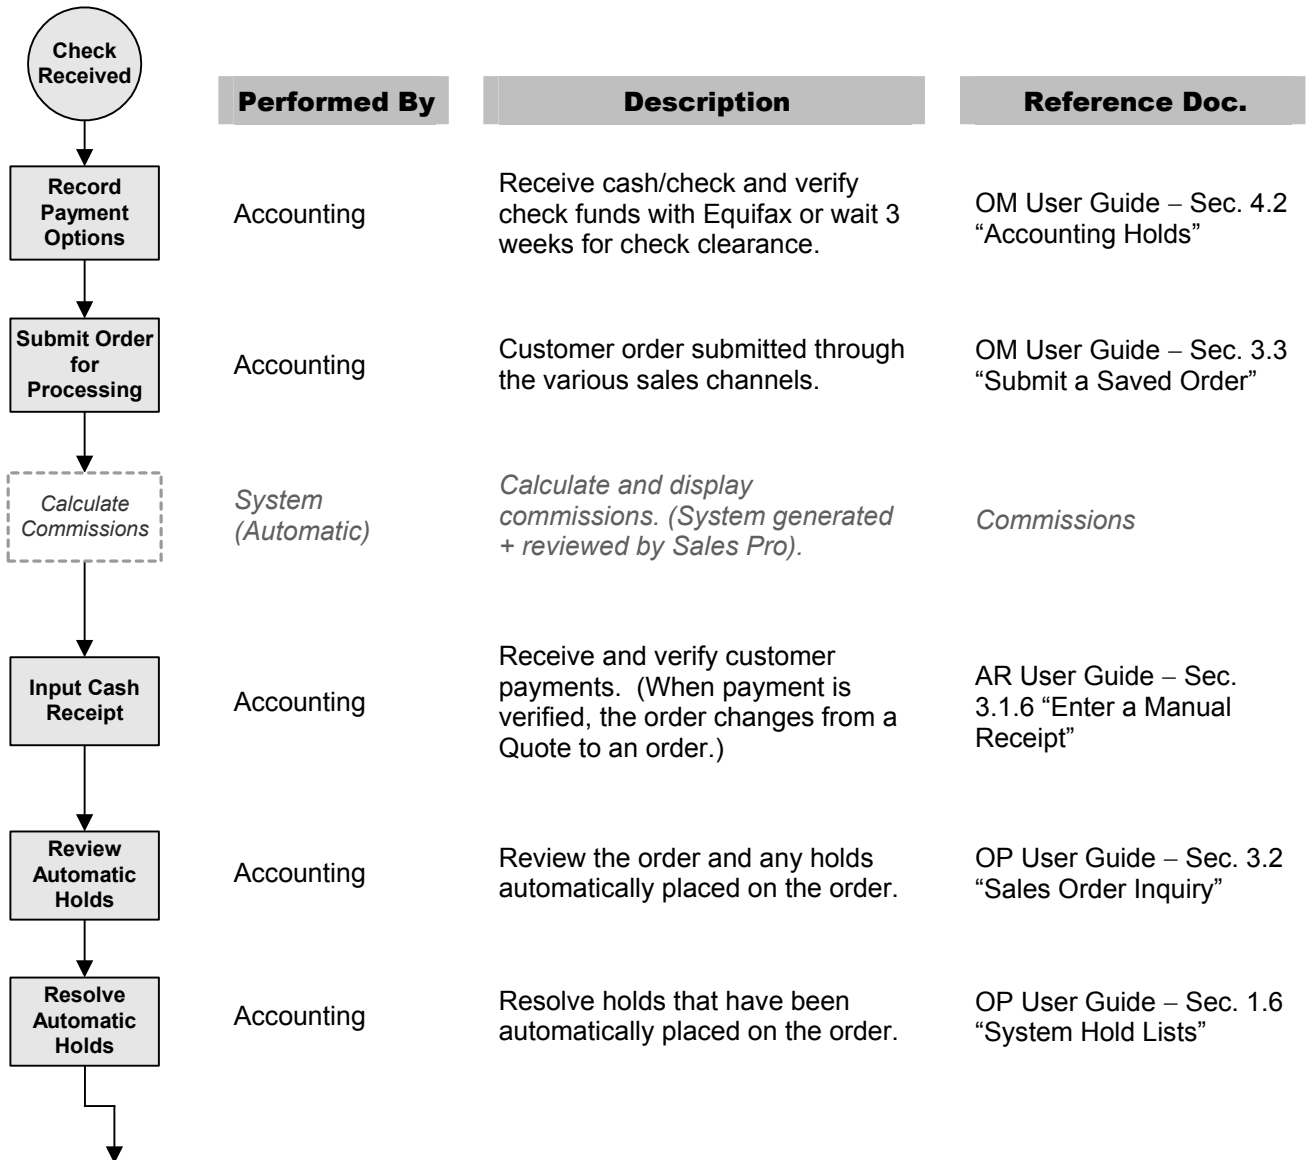 Check
Received
Performed By
Description
Reference Doc.
Record
Payment
Options
Accounting
Receive cash/check and verify
check funds with Equifax or wait 3
weeks for check clearance.
OM User Guide – Sec. 4.2
“Accounting Holds”
Submit Order
for
Processing
Accounting
Customer order submitted through
the various sales channels.
OM User Guide – Sec. 3.3
“Submit a Saved Order”
Calculate
Commissions
System
(Automatic)
Calculate and display
commissions. (System generated
+ reviewed by Sales Pro).
Commissions
Input Cash
Receipt
Accounting
Receive and verify customer
payments.  (When payment is
verified, the order changes from a
Quote to an order.)
AR User Guide – Sec.
3.1.6 “Enter a Manual
Receipt”
Review
Automatic
Holds
Accounting
Review the order and any holds
automatically placed on the order.
OP User Guide – Sec. 3.2
“Sales Order Inquiry”
Resolve
Automatic
Holds
Accounting
Resolve holds that have been
automatically placed on the order.
OP User Guide – Sec. 1.6
“System Hold Lists”